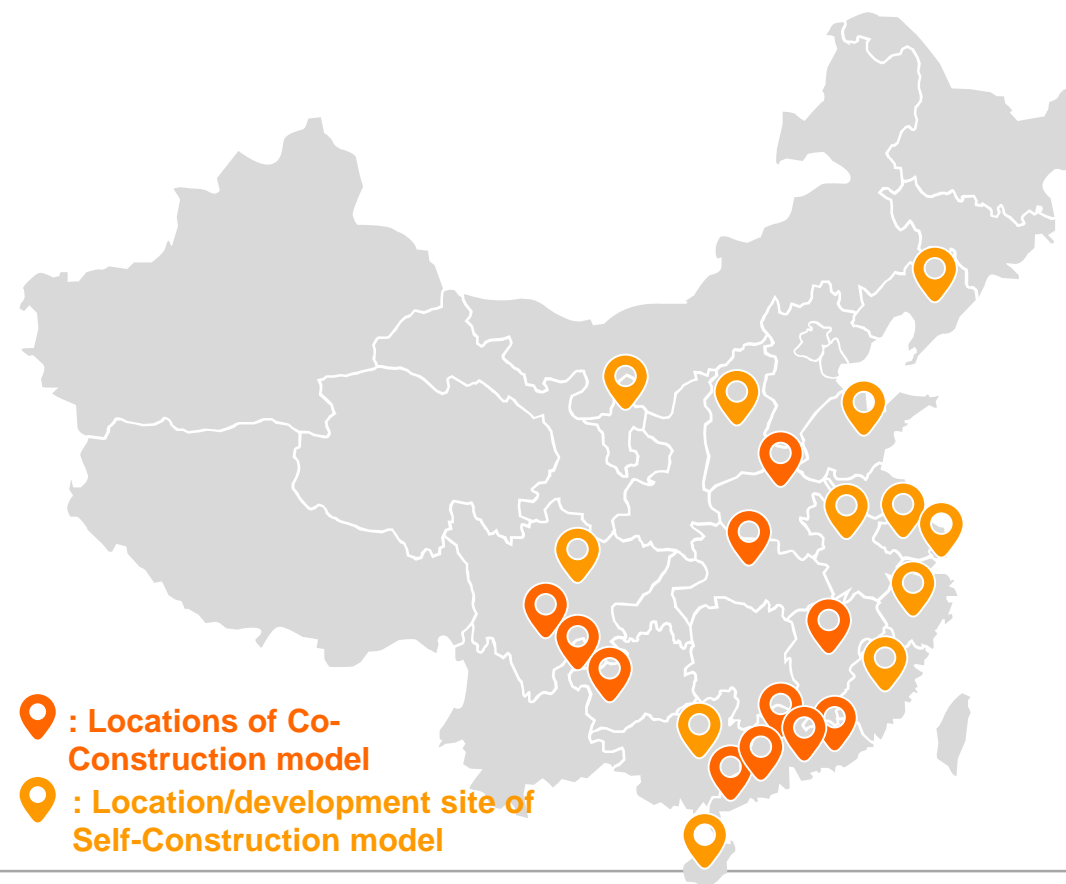 : Locations of Co-
Construction model
: Location/development site of
Self-Construction model